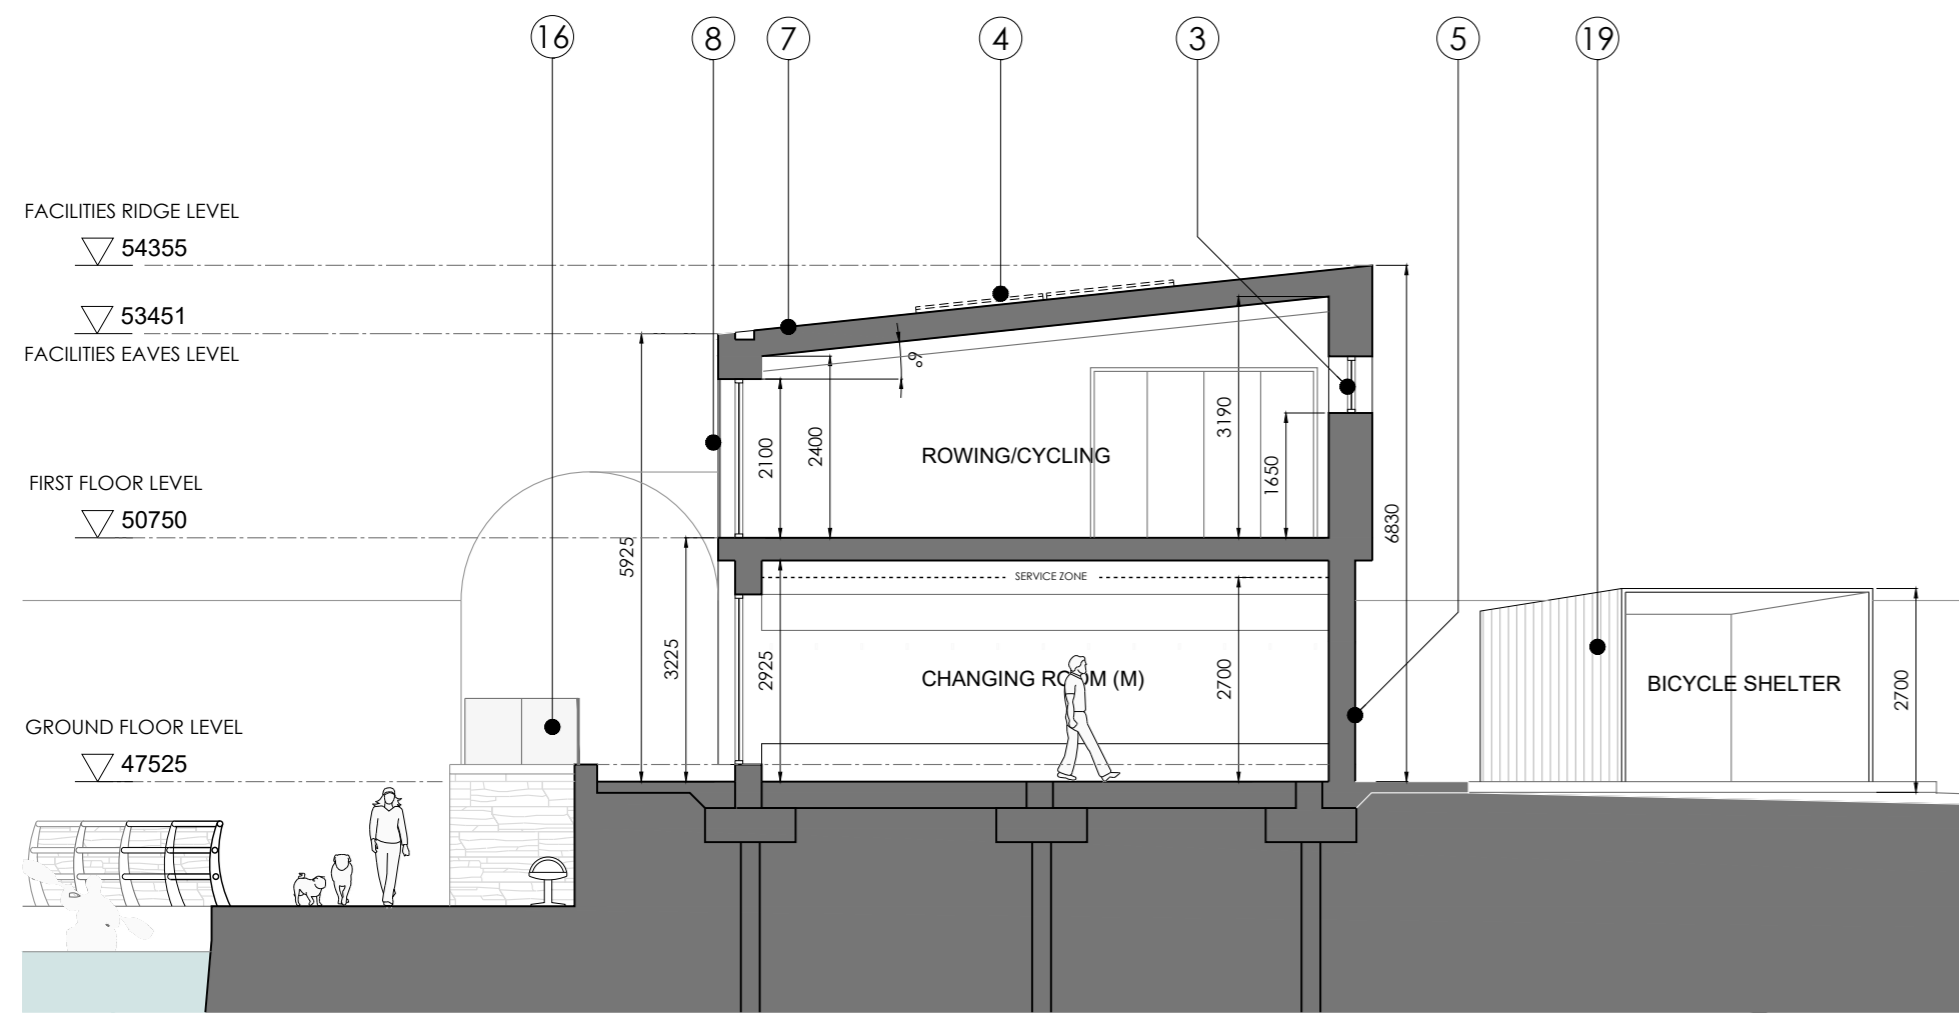 16
8
7
4
3
5
19
FACILITIES RIDGE LEVEL
54355
53451
FACILITIES EAVES LEVEL
6°
2100
2400
ROWING/CYCLING
3190
1650
6830
FIRST FLOOR LEVEL
50750
5925
SERVICE ZONE
3225
2925
CHANGING ROOM (M)
2700
BICYCLE SHELTER
2700
GROUND FLOOR LEVEL
47525